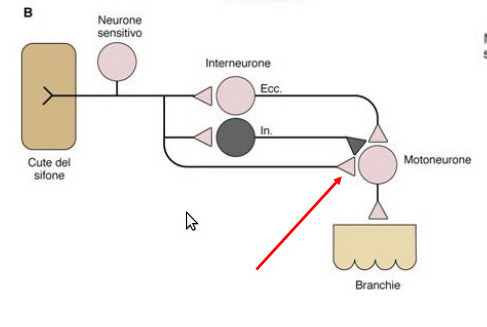 B
Neurone
sensitivo
Interneurone
Ecc.
In.
Motoneurone
Cute del
sifone
Branchie